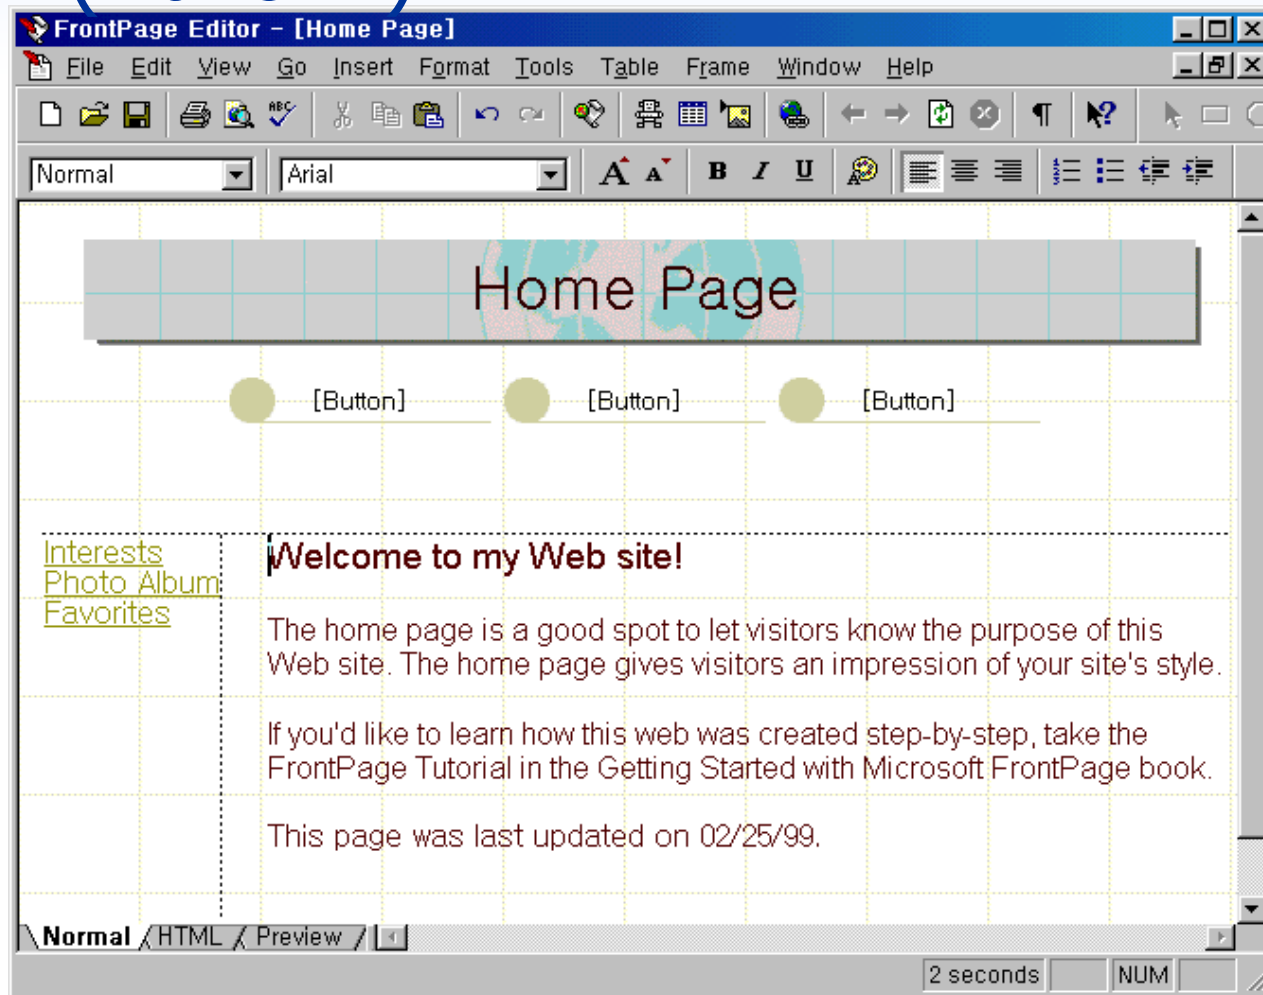 FrontPage Editor – [Home Page]
File Edit View Go Insert Format Tools Table Frame Window Help
Normal Arial A A B I U
Home Page
[Button] [Button] [Button]
Interests
Photo Album
Favorites
Welcome to my Web site!
The home page is a good spot to let visitors know the purpose of this
Web site. The home page gives visitors an impression of your site's style.
If you'd like to learn how this web was created step-by-step, take the
FrontPage Tutorial in the Getting Started with Microsoft FrontPage book.
This page was last updated on 02/25/99.
Normal HTML Preview
2 seconds NUM